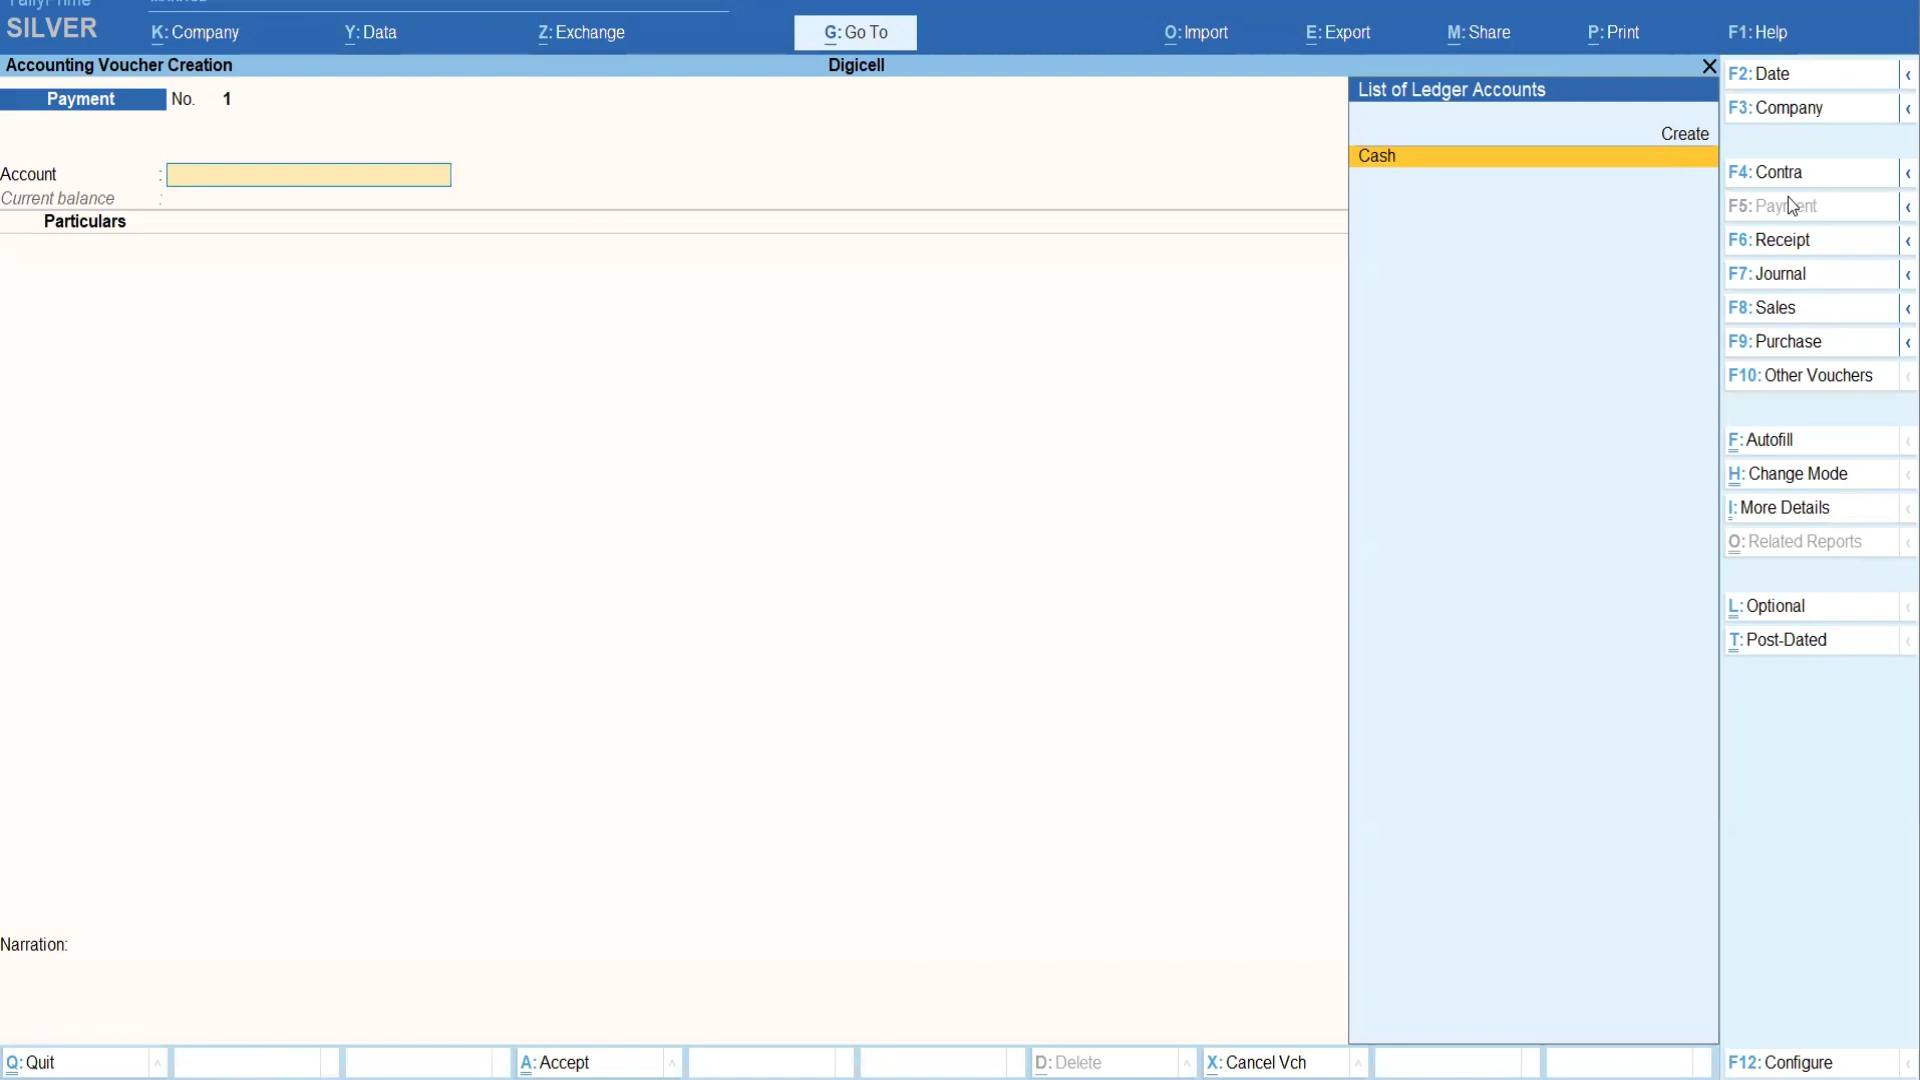 TallyPrime
SILVER
MANAGE
K: Company
Y: Data
Z: Exchange
G: Go To
O: Import
E: Export
M: Share
P: Print
F1: Help
Accounting Voucher Creation
Digicell
X
Payment No. 1
Account :
Current balance :
Particulars
Narration:
List of Ledger Accounts
Create
Cash
F2: Date
F3: Company
F4: Contra
F5: Payment
F6: Receipt
F7: Journal
F8: Sales
F9: Purchase
F10: Other Vouchers
F: Autofill
H: Change Mode
I: More Details
O: Related Reports
L: Optional
T: Post-Dated
Q: Quit
A: Accept
D: Delete
X: Cancel Vch
F12: Configure